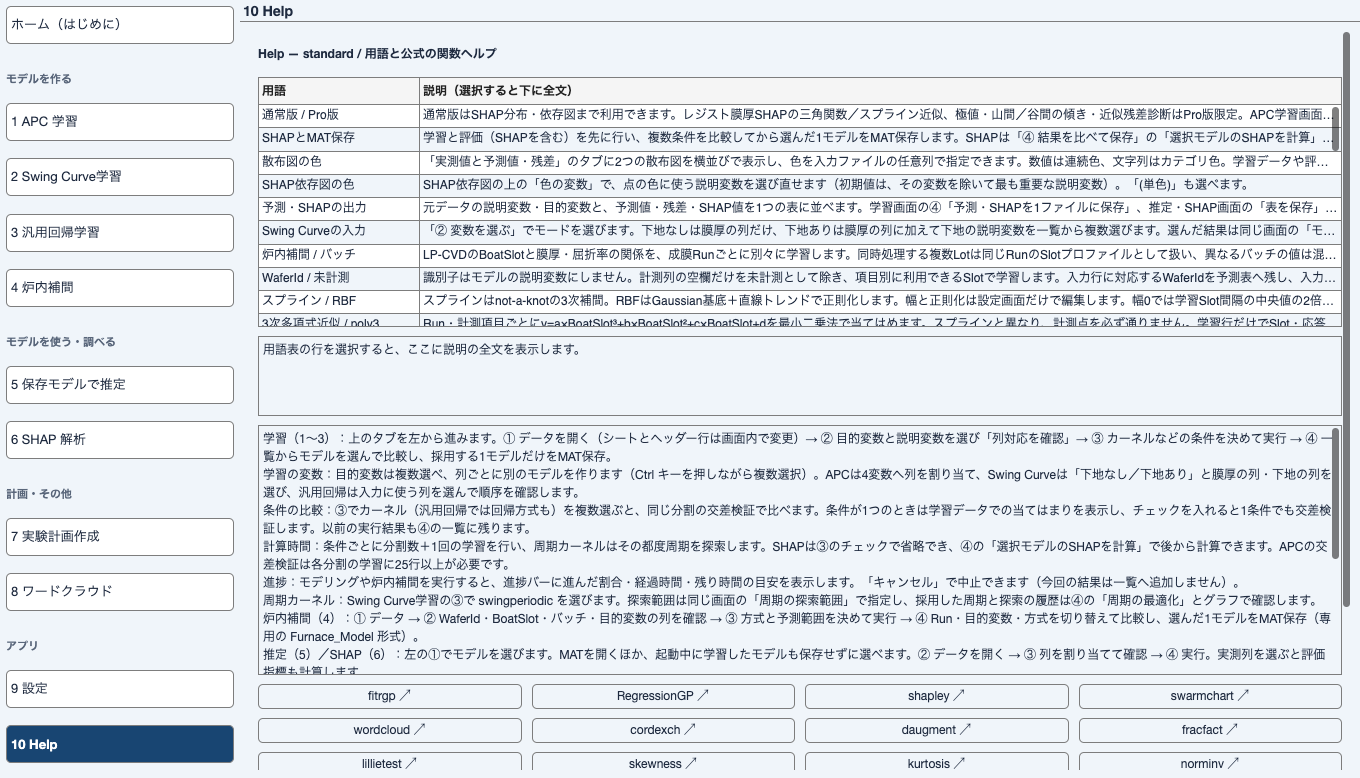 ホーム（はじめに）
モデルを作る
1 APC 学習
2 Swing Curve学習
3 汎用回帰学習
4 炉内補間
モデルを使う・調べる
5 保存モデルで推定
6 SHAP 解析
計画・その他
7 実験計画作成
8 ワードクラウド
アプリ
9 設定
10 Help
10 Help
Help — standard / 用語と公式の関数ヘルプ
用語 説明（選択すると下に全文）
通常版 / Pro版 通常版はSHAP分布・依存図まで利用できます。レジスト膜厚SHAPの三角関数／スプライン近似、極値・山間／谷間の傾き・近似残差診断はPro版限定。APC学習画面…
SHAPとMAT保存 学習と評価（SHAPを含む）を先に行い、複数条件を比較してから選んだ1モデルをMAT保存します。SHAPは「④ 結果を比べて保存」の「選択モデルのSHAPを計算」…
散布図の色 「実測値と予測値・残差」のタブに2つの散布図を横並びで表示し、色を入力ファイルの任意列で指定できます。数値は連続色、文字列はカテゴリ色。学習データや評…
SHAP依存図の色 SHAP依存図の上の「色の変数」で、点の色に使う説明変数を選び直せます（初期値は、その変数を除いて最も重要な説明変数）。「(単色)」も選べます。
予測・SHAPの出力 元データの説明変数・目的変数と、予測値・残差・SHAP値を1つの表に並べます。学習画面の④「予測・SHAPを1ファイルに保存」、推定・SHAP画面の「表を保存」…
Swing Curveの入力 「② 変数を選ぶ」でモードを選びます。下地なしは膜厚の列だけ、下地ありは膜厚の列に加えて下地の説明変数を一覧から複数選びます。選んだ結果は同じ画面の「モ…
炉内補間 / バッチ LP-CVDのBoatSlotと膜厚・屈折率の関係を、成膜Runごとに別々に学習します。同時処理する複数Lotは同じRunのSlotプロファイルとして扱い、異なるバッチの値は混…
WaferId / 未計測 識別子はモデルの説明変数にしません。計測列の空欄だけを未計測として除き、項目別に利用できるSlotで学習します。入力行に対応するWaferIdを予測表へ残し、入力…
スプライン / RBF スプラインはnot-a-knotの3次補間。RBFはGaussian基底＋直線トレンドで正則化します。幅と正則化は設定画面だけで編集します。幅0では学習Slot間隔の中央値の2倍…
3次多項式近似 / poly3 Run・計測項目ごとにy=a×BoatSlot³+b×BoatSlot²+c×BoatSlot+dを最小二乗法で当てはめます。スプラインと異なり、計測点を必ず通りません。学習行だけでSlot・応答
用語表の行を選択すると、ここに説明の全文を表示します。
学習（1〜3）：上のタブを左から進みます。① データを開く（シートとヘッダー行は画面内で変更）→ ② 目的変数と説明変数を選び「列対応を確認」→ ③ カーネルなどの条件を決めて実行 → ④ 一
覧からモデルを選んで比較し、採用する1モデルだけをMAT保存。
学習の変数：目的変数は複数選べ、列ごとに別のモデルを作ります（Ctrl キーを押しながら複数選択）。APCは4変数へ列を割り当て、Swing Curveは「下地なし／下地あり」と膜厚の列・下地の列を
選び、汎用回帰は入力に使う列を選んで順序を確認します。
条件の比較：③でカーネル（汎用回帰では回帰方式も）を複数選ぶと、同じ分割の交差検証で比べます。条件が1つのときは学習データでの当てはまりを表示し、チェックを入れると1条件でも交差検
証します。以前の実行結果も④の一覧に残ります。
計算時間：条件ごとに分割数＋1回の学習を行い、周期カーネルはその都度周期を探索します。SHAPは③のチェックで省略でき、④の「選択モデルのSHAPを計算」で後から計算できます。APCの交
差検証は各分割の学習に25行以上が必要です。
進捗：モデリングや炉内補間を実行すると、進捗バーに進んだ割合・経過時間・残り時間の目安を表示します。「キャンセル」で中止できます（今回の結果は一覧へ追加しません）。
周期カーネル：Swing Curve学習の③で swingperiodic を選びます。探索範囲は同じ画面の「周期の探索範囲」で指定し、採用した周期と探索の履歴は④の「周期の最適化」とグラフで確認します。
炉内補間（4）：① データ → ② WaferId・BoatSlot・バッチ・目的変数の列を確認 → ③ 方式と予測範囲を決めて実行 → ④ Run・目的変数・方式を切り替えて比較し、選んだ1モデルをMAT保存（専
用の Furnace_Model 形式）。
推定（5）／SHAP（6）：左の①でモデルを選びます。MATを開くほか、起動中に学習したモデルも保存せずに選べます。② データを開く → ③ 列を割り当てて確認 → ④ 実行。実測列を選ぶと評価
指標も計算します。
fitrgp ↗ RegressionGP ↗ shapley ↗ swarmchart ↗
wordcloud ↗ cordexch ↗ daugment ↗ fracfact ↗
lillietest ↗ skewness ↗ kurtosis ↗ norminv ↗